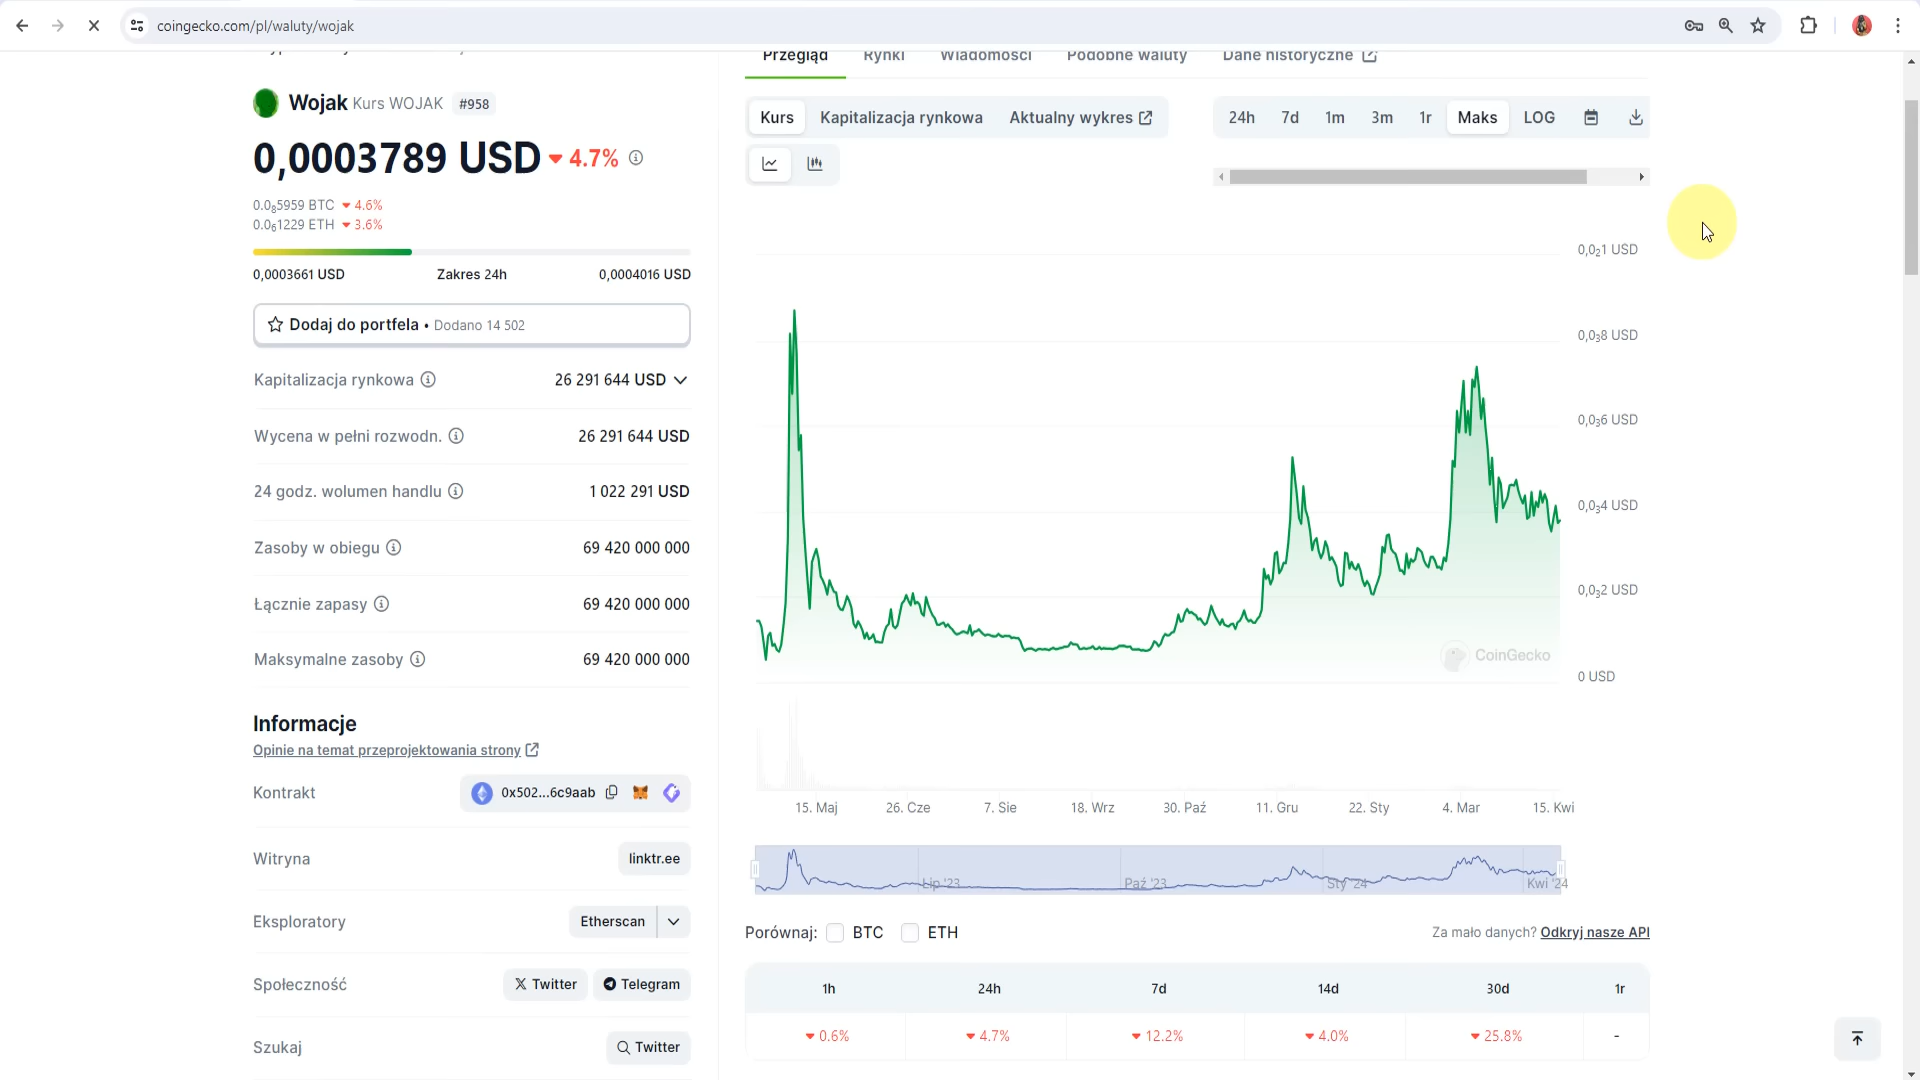 coingecko.com/pl/waluty/wojak
Przegląd Rynki Wiadomości Podobne waluty Dane historyczne
Wojak Kurs WOJAK #958
0,0003789 USD 4.7%
0.0₈5959 BTC 4.6%
0.0₆1229 ETH 3.6%
0,0003661 USD Zakres 24h 0,0004016 USD
Dodaj do portfela • Dodano 14 502
Kapitalizacja rynkowa 26 291 644 USD
Wycena w pełni rozwodn. 26 291 644 USD
24 godz. wolumen handlu 1 022 291 USD
Zasoby w obiegu 69 420 000 000
Łącznie zapasy 69 420 000 000
Maksymalne zasoby 69 420 000 000
Informacje
Opinie na temat przeprojektowania strony
Kontrakt 0x502...6c9aab
Witryna linktr.ee
Eksploratory Etherscan
Społeczność Twitter Telegram
Szukaj Twitter
Kurs Kapitalizacja rynkowa Aktualny wykres 24h 7d 1m 3m 1r Maks LOG
0,0₂1 USD
0,0₃8 USD
0,0₃6 USD
0,0₃4 USD
0,0₃2 USD
0 USD
CoinGecko
15. Maj 26. Cze 7. Sie 18. Wrz 30. Paź 11. Gru 22. Sty 4. Mar 15. Kwi
Lip '23 Paź '23 Sty '24 Kwi '24
Porównaj: BTC ETH Za mało danych? Odkryj nasze API
1h 24h 7d 14d 30d 1r
0.6% 4.7% 12.2% 4.0% 25.8% -